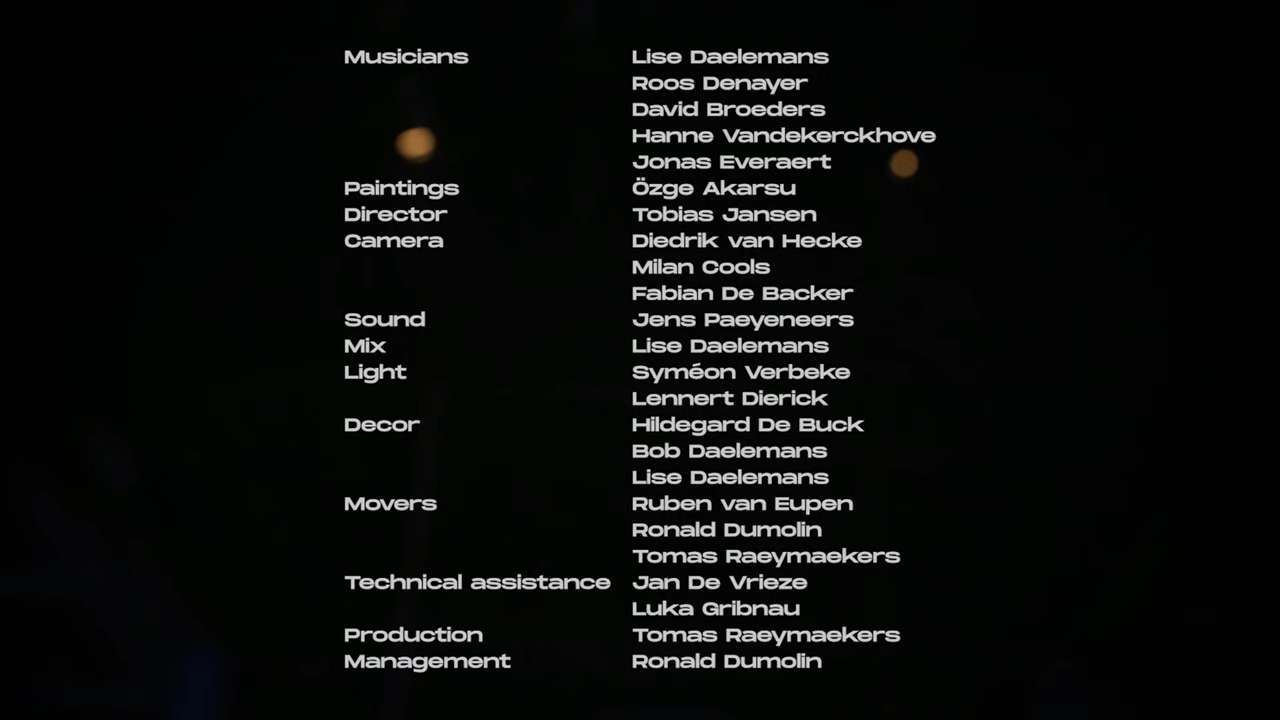 Musicians Lise Daelemans
Roos Denayer
David Broeders
Hanne Vandekerckhove
Jonas Everaert
Paintings Özge Akarsu
Director Tobias Jansen
Camera Diedrik van Hecke
Milan Cools
Fabian De Backer
Sound Jens Paeyeneers
Mix Lise Daelemans
Light Syméon Verbeke
Lennert Dierick
Decor Hildegard De Buck
Bob Daelemans
Lise Daelemans
Movers Ruben van Eupen
Ronald Dumolin
Tomas Raeymaekers
Technical assistance Jan De Vrieze
Luka Gribnau
Production Tomas Raeymaekers
Management Ronald Dumolin